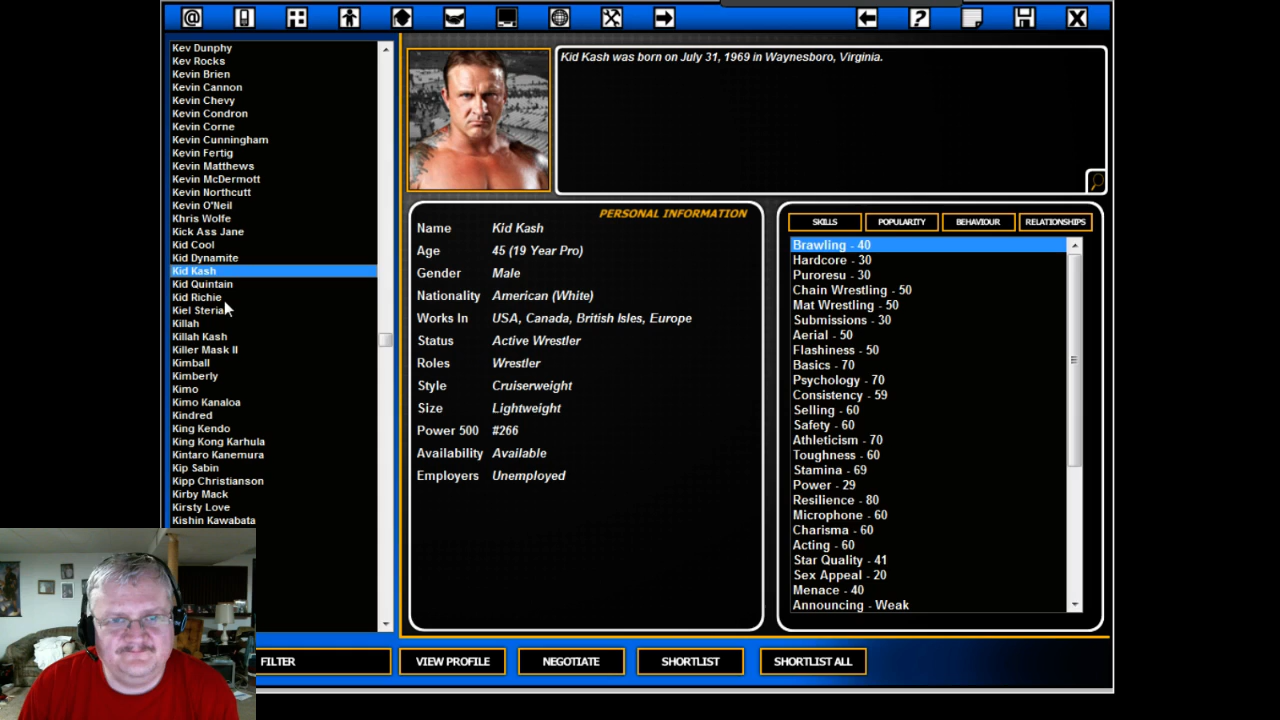 Kev Dunphy
Kev Rocks
Kevin Brien
Kevin Cannon
Kevin Chevy
Kevin Condron
Kevin Corne
Kevin Cunningham
Kevin Fertig
Kevin Matthews
Kevin McDermott
Kevin Northcutt
Kevin O'Neil
Khris Wolfe
Kick Ass Jane
Kid Cool
Kid Dynamite
Kid Kash
Kid Quintain
Kid Richie
Kiel Steria
Killah
Killah Kash
Killer Mask II
Kimball
Kimberly
Kimo
Kimo Kanaloa
Kindred
King Kendo
King Kong Karhula
Kintaro Kanemura
Kip Sabin
Kipp Christianson
Kirby Mack
Kirsty Love
Kishin Kawabata
FILTER
Kid Kash was born on July 31, 1969 in Waynesboro, Virginia.
PERSONAL INFORMATION
Name Kid Kash
Age 45 (19 Year Pro)
Gender Male
Nationality American (White)
Works In USA, Canada, British Isles, Europe
Status Active Wrestler
Roles Wrestler
Style Cruiserweight
Size Lightweight
Power 500 #266
Availability Available
Employers Unemployed
SKILLS POPULARITY BEHAVIOUR RELATIONSHIPS
Brawling - 40
Hardcore - 30
Puroresu - 30
Chain Wrestling - 50
Mat Wrestling - 50
Submissions - 30
Aerial - 50
Flashiness - 50
Basics - 70
Psychology - 70
Consistency - 59
Selling - 60
Safety - 60
Athleticism - 70
Toughness - 60
Stamina - 69
Power - 29
Resilience - 80
Microphone - 60
Charisma - 60
Acting - 60
Star Quality - 41
Sex Appeal - 20
Menace - 40
Announcing - Weak
VIEW PROFILE NEGOTIATE SHORTLIST SHORTLIST ALL